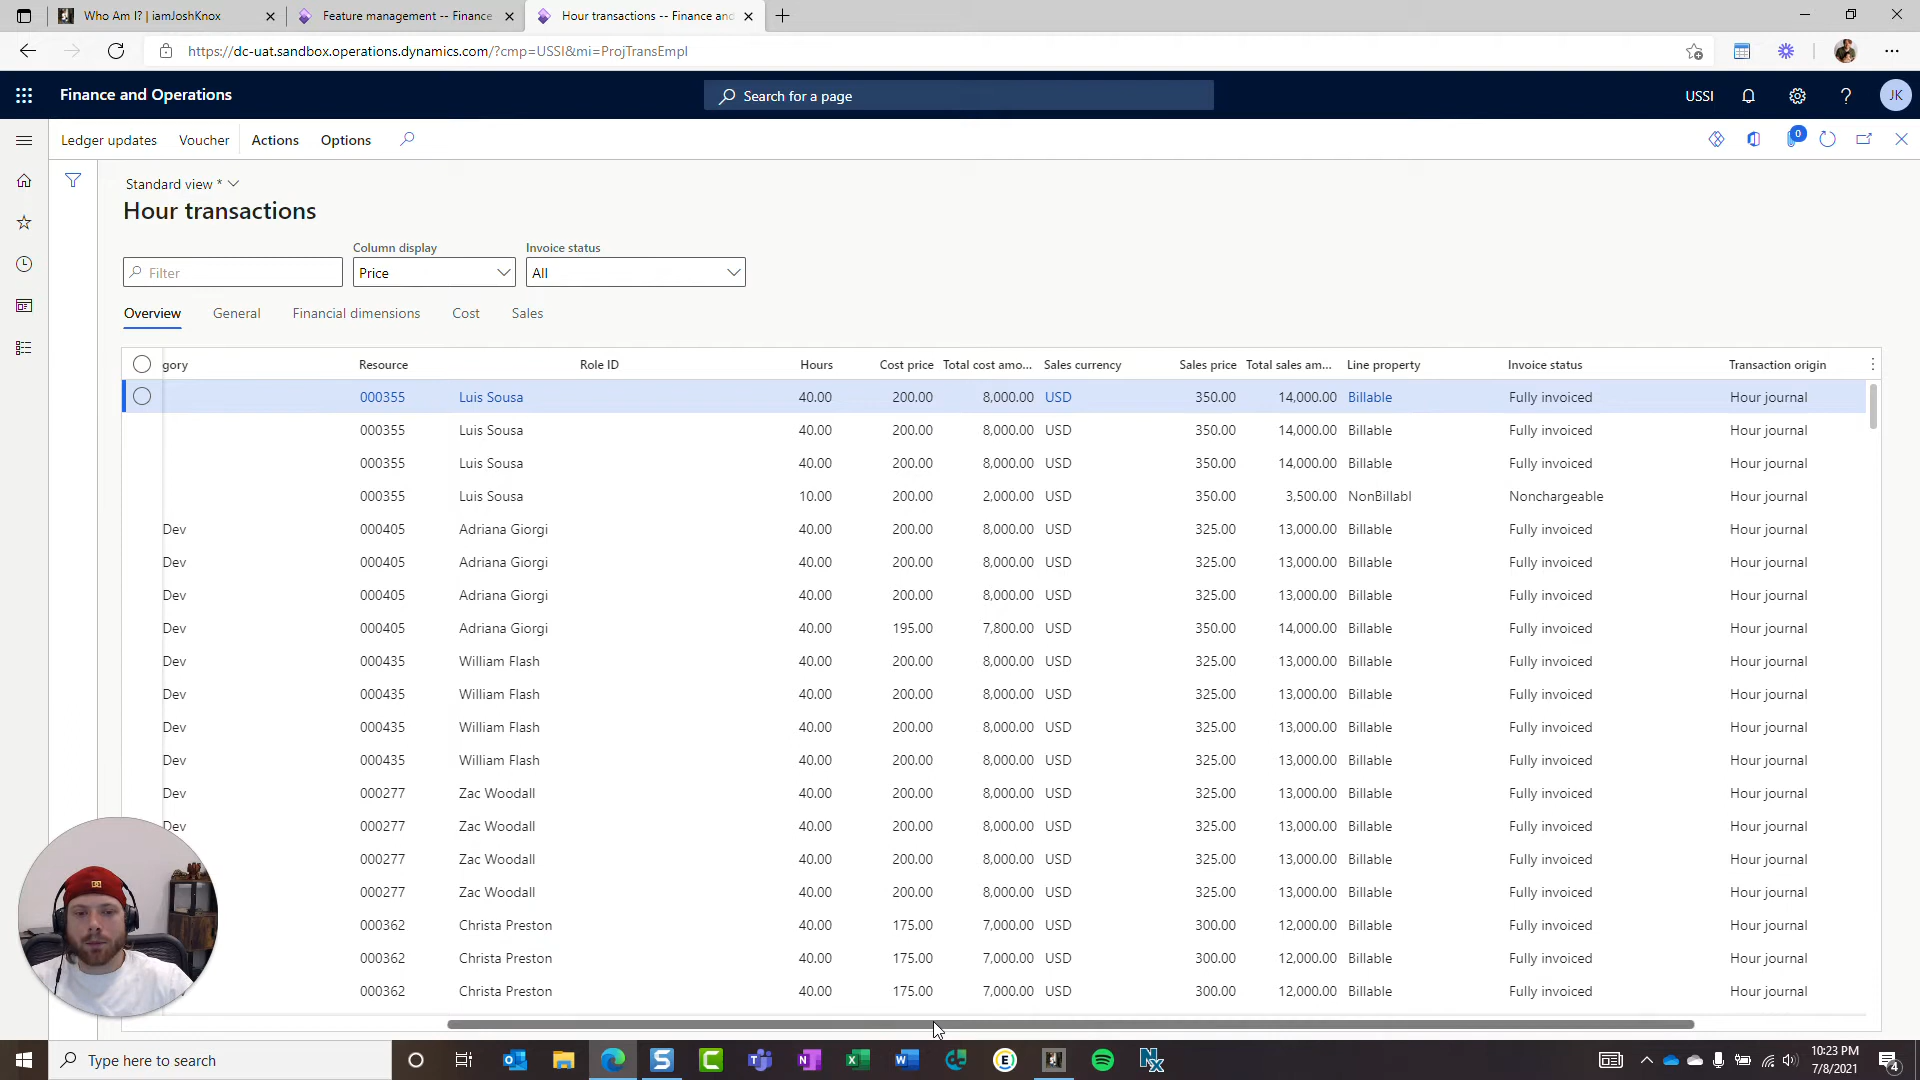 Who Am I? | iamJoshKnox
Feature management -- Finance
Hour transactions -- Finance and
https://dc-uat.sandbox.operations.dynamics.com/?cmp=USSI&mi=ProjTransEmpl
Finance and Operations
Search for a page
USSI
JK
Ledger updates Voucher Actions Options
0
Standard view *
Hour transactions
Column display Invoice status
Filter Price All
Overview General Financial dimensions Cost Sales
gory Resource Role ID Hours Cost price Total cost amo... Sales currency Sales price Total sales am... Line property Invoice status Transaction origin
000355 Luis Sousa 40.00 200.00 8,000.00 USD 350.00 14,000.00 Billable Fully invoiced Hour journal
000355 Luis Sousa 40.00 200.00 8,000.00 USD 350.00 14,000.00 Billable Fully invoiced Hour journal
000355 Luis Sousa 40.00 200.00 8,000.00 USD 350.00 14,000.00 Billable Fully invoiced Hour journal
000355 Luis Sousa 10.00 200.00 2,000.00 USD 350.00 3,500.00 NonBillabl Nonchargeable Hour journal
Dev 000405 Adriana Giorgi 40.00 200.00 8,000.00 USD 325.00 13,000.00 Billable Fully invoiced Hour journal
Dev 000405 Adriana Giorgi 40.00 200.00 8,000.00 USD 325.00 13,000.00 Billable Fully invoiced Hour journal
Dev 000405 Adriana Giorgi 40.00 200.00 8,000.00 USD 325.00 13,000.00 Billable Fully invoiced Hour journal
Dev 000405 Adriana Giorgi 40.00 195.00 7,800.00 USD 350.00 14,000.00 Billable Fully invoiced Hour journal
Dev 000435 William Flash 40.00 200.00 8,000.00 USD 325.00 13,000.00 Billable Fully invoiced Hour journal
Dev 000435 William Flash 40.00 200.00 8,000.00 USD 325.00 13,000.00 Billable Fully invoiced Hour journal
Dev 000435 William Flash 40.00 200.00 8,000.00 USD 325.00 13,000.00 Billable Fully invoiced Hour journal
Dev 000435 William Flash 40.00 200.00 8,000.00 USD 325.00 13,000.00 Billable Fully invoiced Hour journal
Dev 000277 Zac Woodall 40.00 200.00 8,000.00 USD 325.00 13,000.00 Billable Fully invoiced Hour journal
Dev 000277 Zac Woodall 40.00 200.00 8,000.00 USD 325.00 13,000.00 Billable Fully invoiced Hour journal
000277 Zac Woodall 40.00 200.00 8,000.00 USD 325.00 13,000.00 Billable Fully invoiced Hour journal
000277 Zac Woodall 40.00 200.00 8,000.00 USD 325.00 13,000.00 Billable Fully invoiced Hour journal
000362 Christa Preston 40.00 175.00 7,000.00 USD 300.00 12,000.00 Billable Fully invoiced Hour journal
000362 Christa Preston 40.00 175.00 7,000.00 USD 300.00 12,000.00 Billable Fully invoiced Hour journal
000362 Christa Preston 40.00 175.00 7,000.00 USD 300.00 12,000.00 Billable Fully invoiced Hour journal
Type here to search
10:23 PM
7/8/2021
4